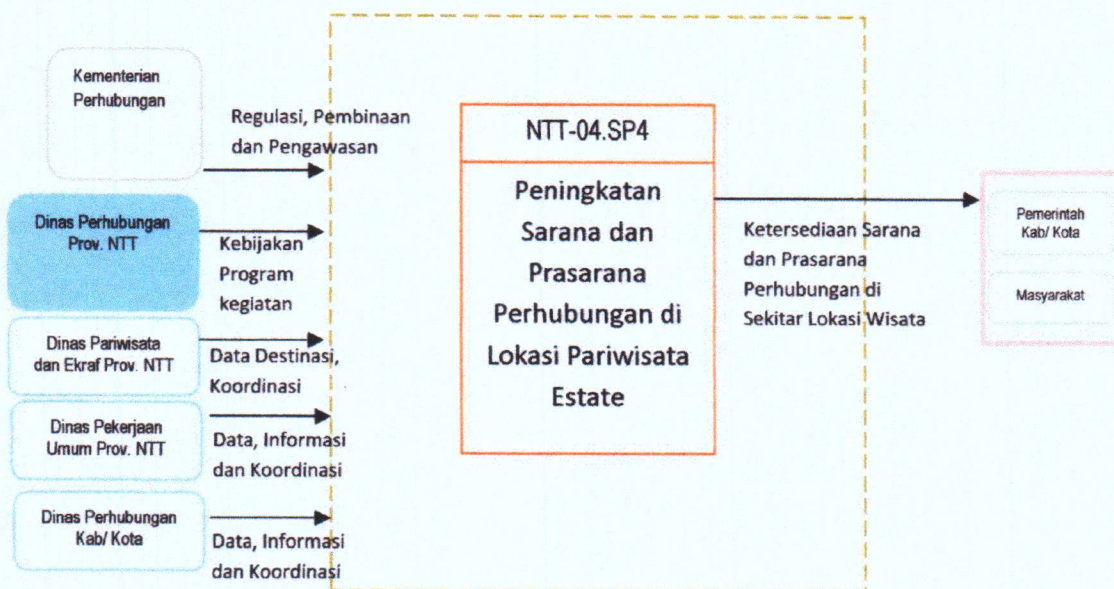 Kementerian
Perhubungan
Regulasi, Pembinaan
dan Pengawasan
Dinas Perhubungan
Prov. NTT
Kebijakan
Program
kegiatan
Dinas Pariwisata
dan Ekraf Prov. NTT
Data Destinasi,
Koordinasi
Dinas Pekerjaan
Umum Prov. NTT
Data, Informasi
dan Koordinasi
Dinas Perhubungan
Kab/ Kota
Data, Informasi
dan Koordinasi
NTT-04.SP4
Peningkatan
Sarana dan
Prasarana
Perhubungan di
Lokasi Pariwisata
Estate
Ketersediaan Sarana
dan Prasarana
Perhubungan di
Sekitar Lokasi Wisata
Pemerintah
Kab/ Kota
Masyarakat